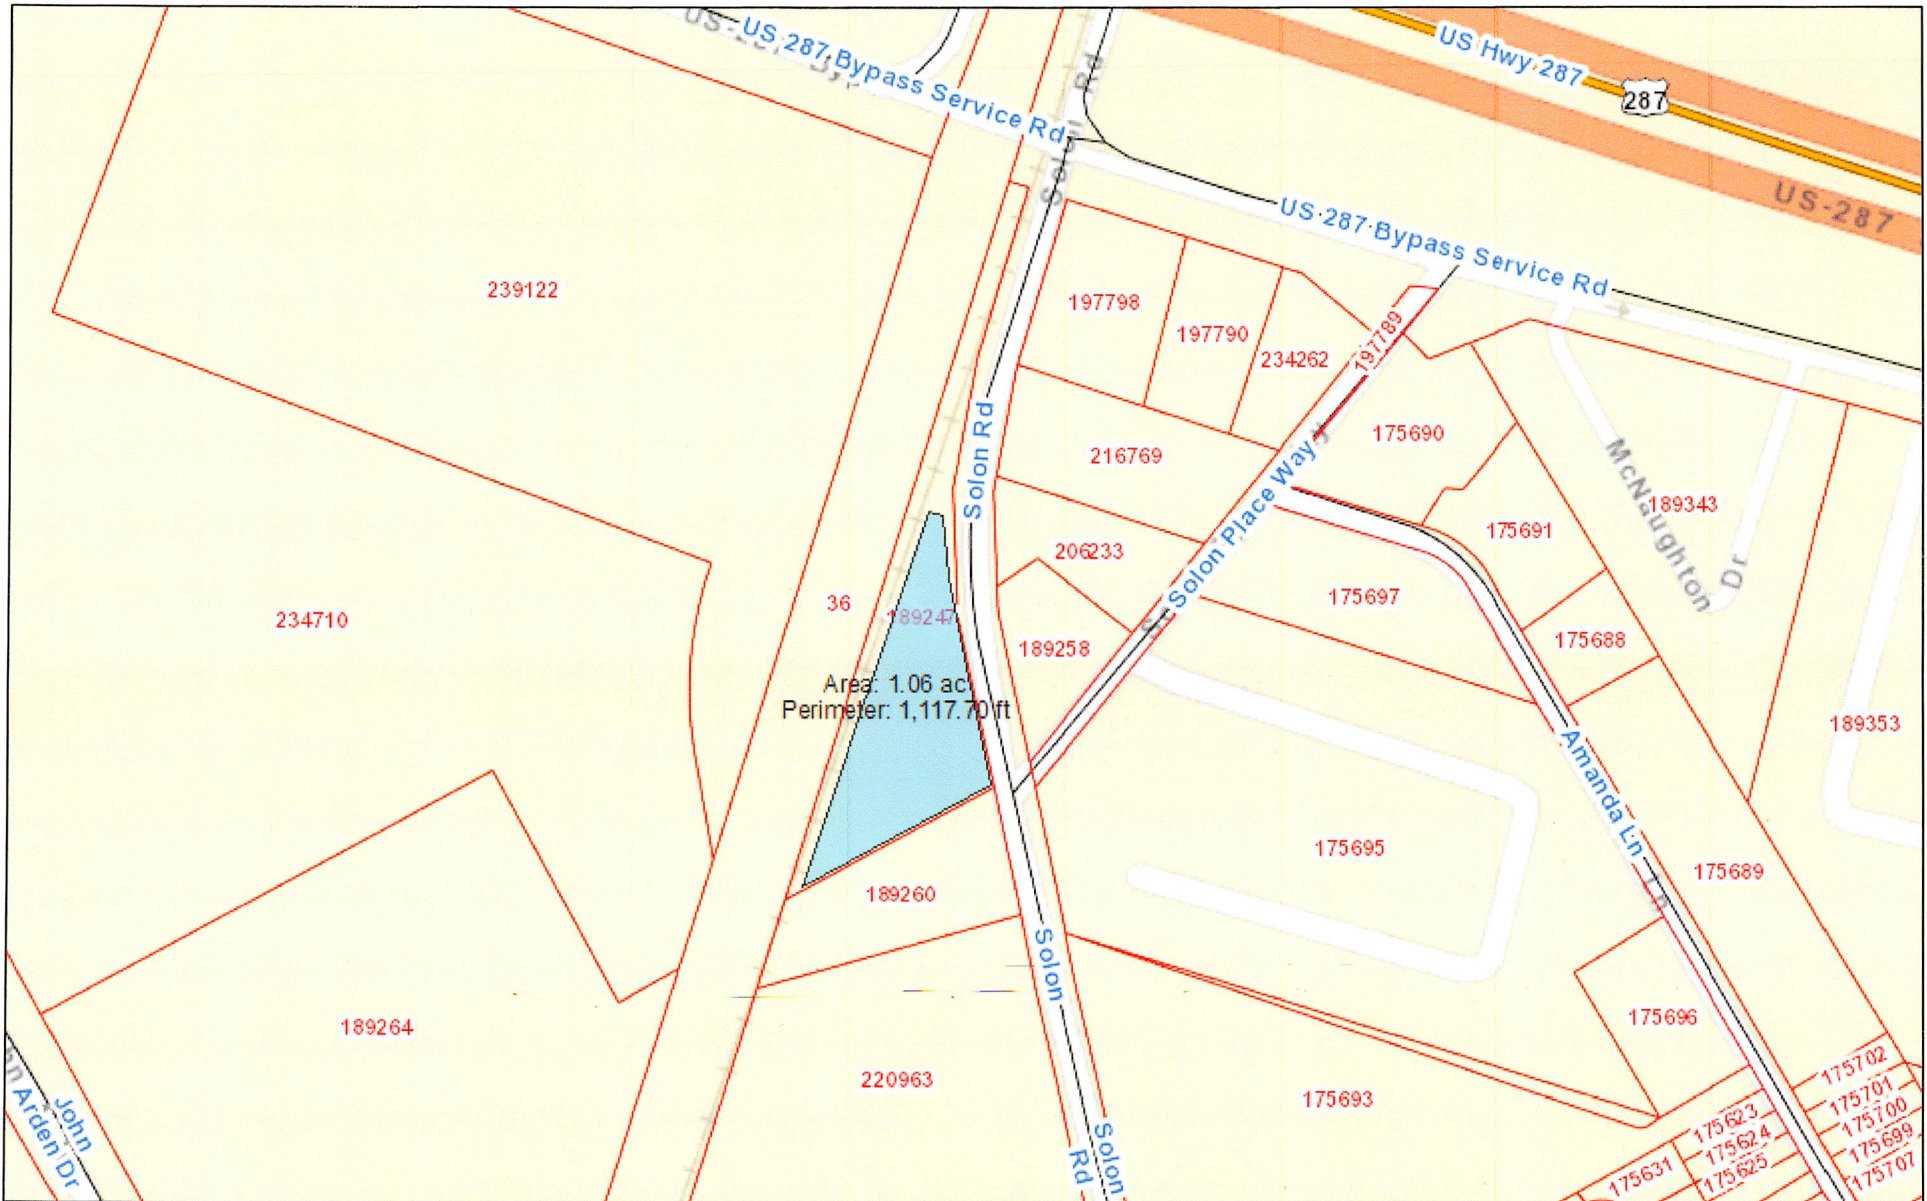 US 287 Bypass Service Rd
US Hwy 287
287
US-287
Solon Rd
US 287 Bypass Service Rd
239122
197798
197790
234262
197789
175690
216769
Solon Rd
McNaughton Dr
189343
175691
206233
Solon Place Way
175697
36
189247
234710
189258
175688
Area: 1.06 ac
Perimeter: 1,117.70 ft
189353
Amanda Ln
Ln
175695
175689
189260
Solon
175696
189264
220963
175693
175702
175701
175700
175699
175707
175623
175624
175625
175631
John
Arden Dr
Solon
Rd